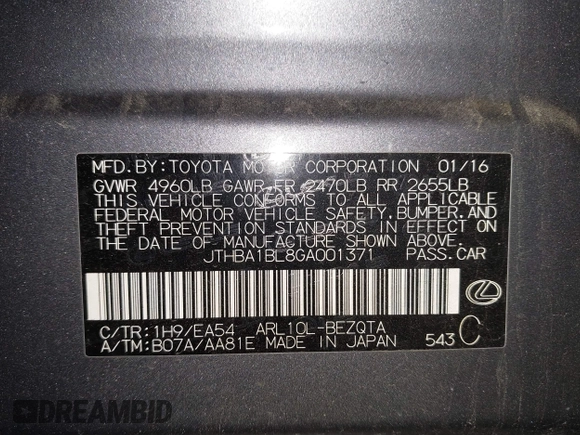 MFD.BY:TOYOTA MOTOR CORPORATION 01/16
GVWR 4960LB GAWR FR 2470LB RR 2655LB
THIS VEHICLE CONFORMS TO ALL APPLICABLE
FEDERAL MOTOR VEHICLE SAFETY,BUMPER,AND
THEFT PREVENTION STANDARDS IN EFFECT ON
THE DATE OF MANUFACTURE SHOWN ABOVE.
JTHBA1BL8GA001371 PASS.CAR
C/TR:1H9/EA54 ARL10L-BEZQTA
A/TM:B07A/AA81E MADE IN JAPAN 543 C
DREAMBID